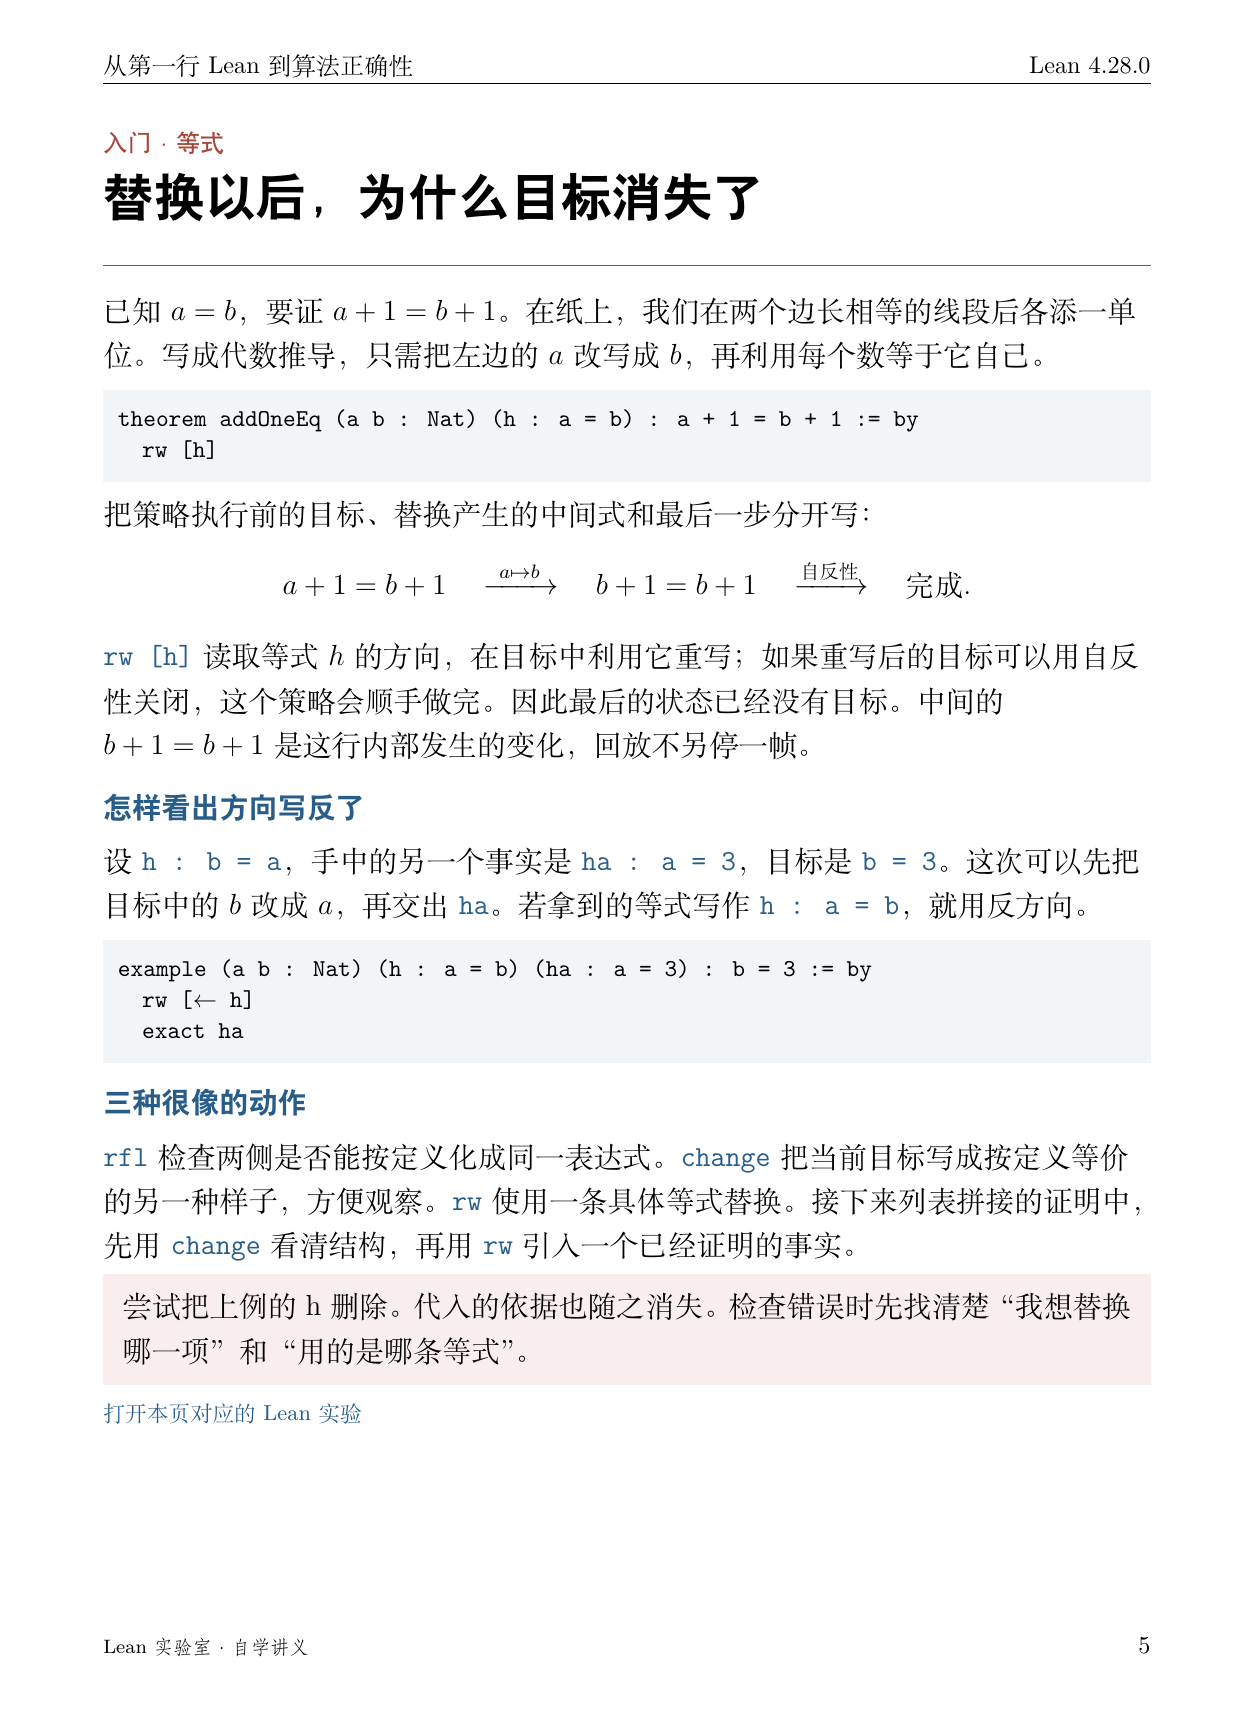 从第一行 Lean 到算法正确性 Lean 4.28.0
入门 · 等式
替换以后，为什么目标消失了
已知 a = b，要证 a + 1 = b + 1。在纸上，我们在两个边长相等的线段后各添一单
位。写成代数推导，只需把左边的 a 改写成 b，再利用每个数等于它自己。
theorem addOneEq (a b : Nat) (h : a = b) : a + 1 = b + 1 := by
  rw [h]
把策略执行前的目标、替换产生的中间式和最后一步分开写：
a + 1 = b + 1 \xrightarrow{a↦b} b + 1 = b + 1 \xrightarrow{自反性} 完成.
rw [h] 读取等式 h 的方向，在目标中利用它重写；如果重写后的目标可以用自反
性关闭，这个策略会顺手做完。因此最后的状态已经没有目标。中间的
b + 1 = b + 1 是这行内部发生的变化，回放不另停一帧。
怎样看出方向写反了
设 h : b = a，手中的另一个事实是 ha : a = 3，目标是 b = 3。这次可以先把
目标中的 b 改成 a，再交出 ha。若拿到的等式写作 h : a = b，就用反方向。
example (a b : Nat) (h : a = b) (ha : a = 3) : b = 3 := by
  rw [← h]
  exact ha
三种很像的动作
rfl 检查两侧是否能按定义化成同一表达式。change 把当前目标写成按定义等价
的另一种样子，方便观察。rw 使用一条具体等式替换。接下来列表拼接的证明中，
先用 change 看清结构，再用 rw 引入一个已经证明的事实。
尝试把上例的 h 删除。代入的依据也随之消失。检查错误时先找清楚 “我想替换
哪一项” 和 “用的是哪条等式”。
打开本页对应的 Lean 实验
Lean 实验室 · 自学讲义 5